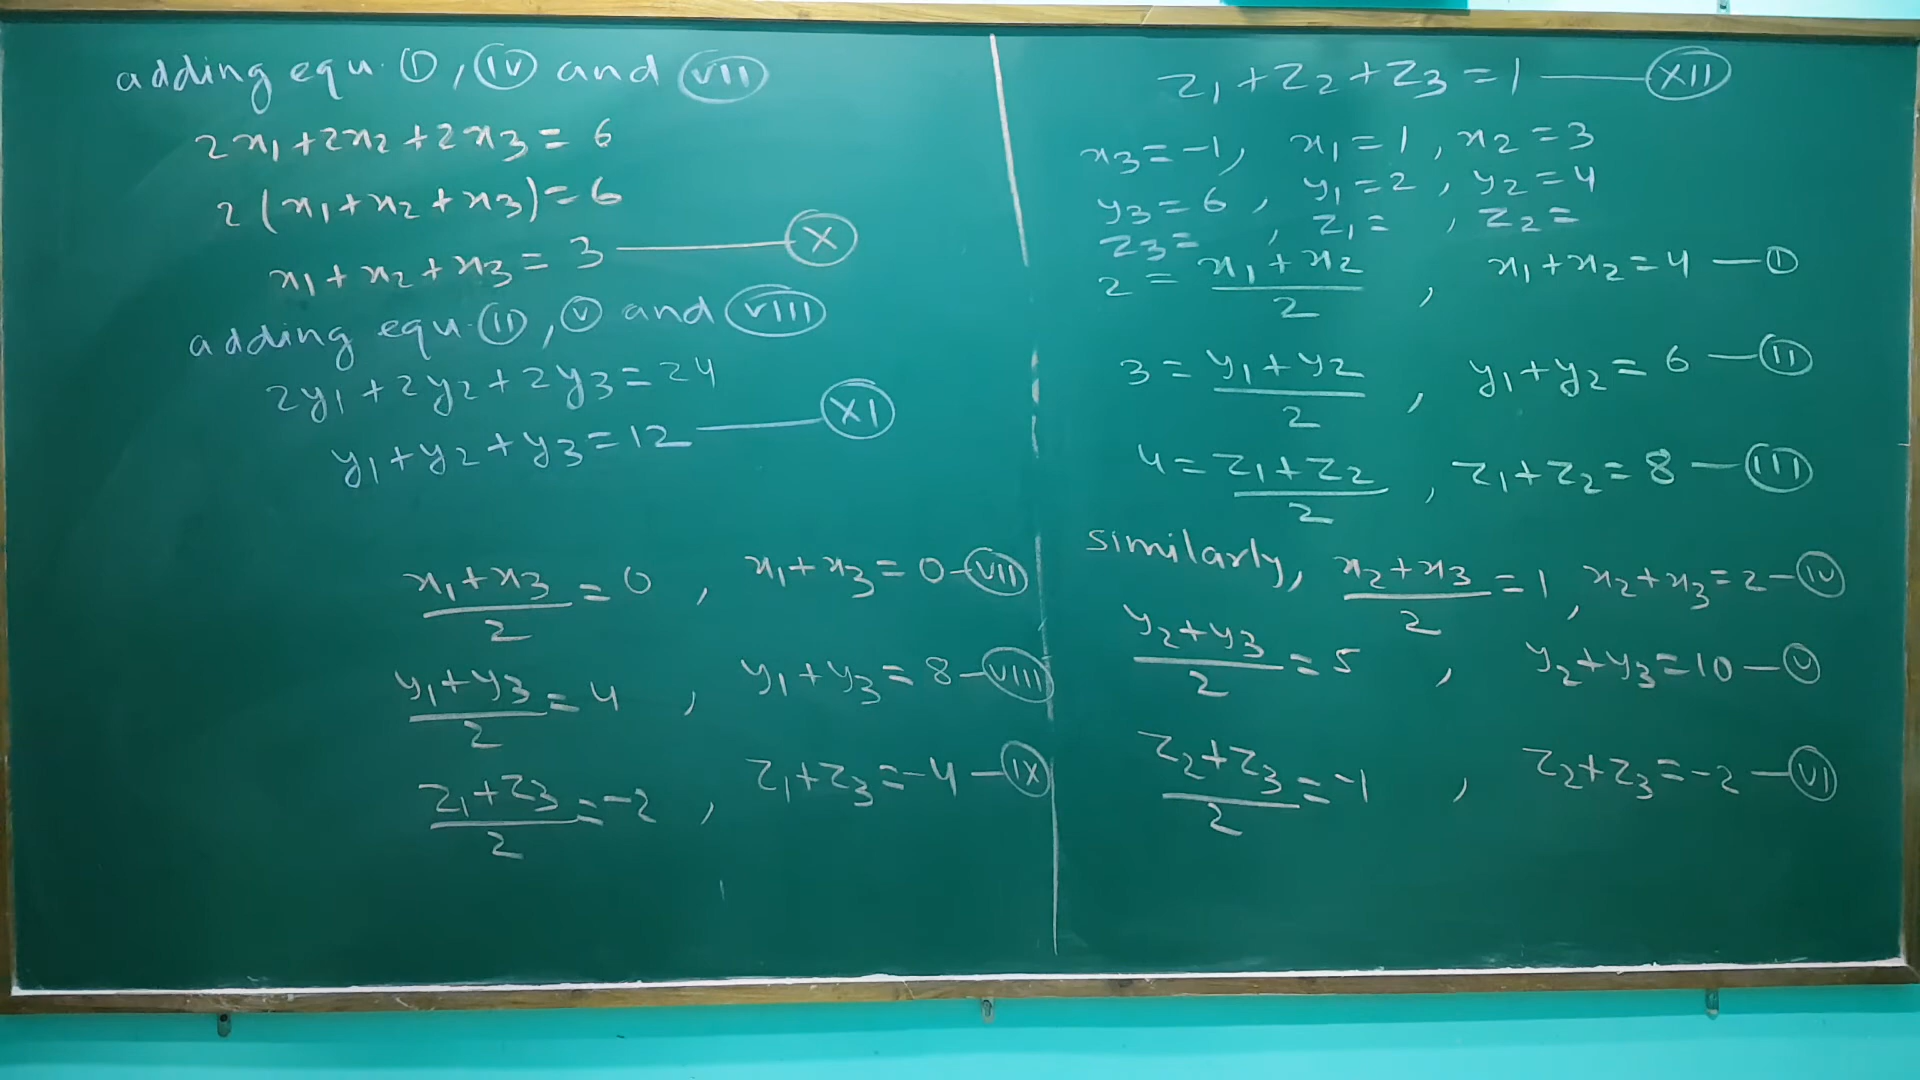 adding equ. (I), (IV) and (VII)
2x₁+2x₂+2x₃= 6
2(x₁+x₂+x₃)=6
x₁+x₂+x₃= 3 —— (X)
adding equ. (II), (V) and (VIII)
2y₁+2y₂+2y₃=24
y₁+y₂+y₃=12 —— (XI)
(x₁+x₃)/2 = 0 , x₁+x₃=0 – (VII)
(y₁+y₃)/2 = 4 , y₁+y₃=8 – (VIII)
(z₁+z₃)/2 = -2 , z₁+z₃=-4 – (IX)
z₁+z₂+z₃=1 —— (XII)
x₃=-1, x₁=1, x₂=3
y₃=6, y₁=2, y₂=4
z₃= , z₁= , z₂=
2 = (x₁+x₂)/2 , x₁+x₂=4 – (I)
3 = (y₁+y₂)/2 , y₁+y₂=6 – (II)
4 = (z₁+z₂)/2 , z₁+z₂=8 – (III)
similarly, (x₂+x₃)/2 = 1, x₂+x₃=2 – (IV)
(y₂+y₃)/2 = 5 , y₂+y₃=10 – (V)
(z₂+z₃)/2 = -1 , z₂+z₃=-2 – (VI)